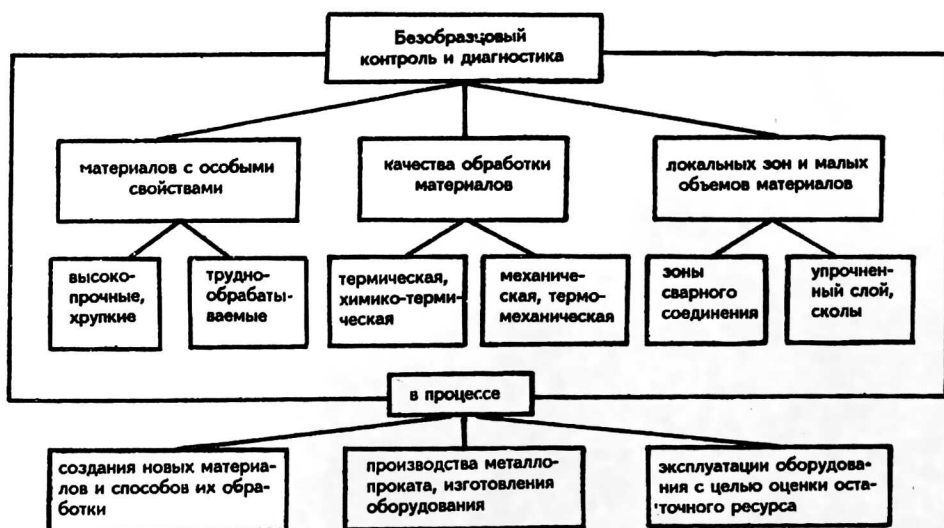 Безобразцовый
контроль и диагностика
материалов с особыми
свойствами
качества обработки
материалов
локальных зон и малых
объемов материалов
высоко-
прочные,
хрупкие
трудно-
обрабаты-
ваемые
термическая,
химико-терми-
ческая
механиче-
ская, термо-
механическая
зоны
сварного
соединения
упрочнен-
ный слой,
сколы
в процессе
создания новых материа-
лов и способов их обра-
ботки
производства металло-
проката, изготовления
оборудования
эксплуатации оборудова-
ния с целью оценки оста-
точного ресурса